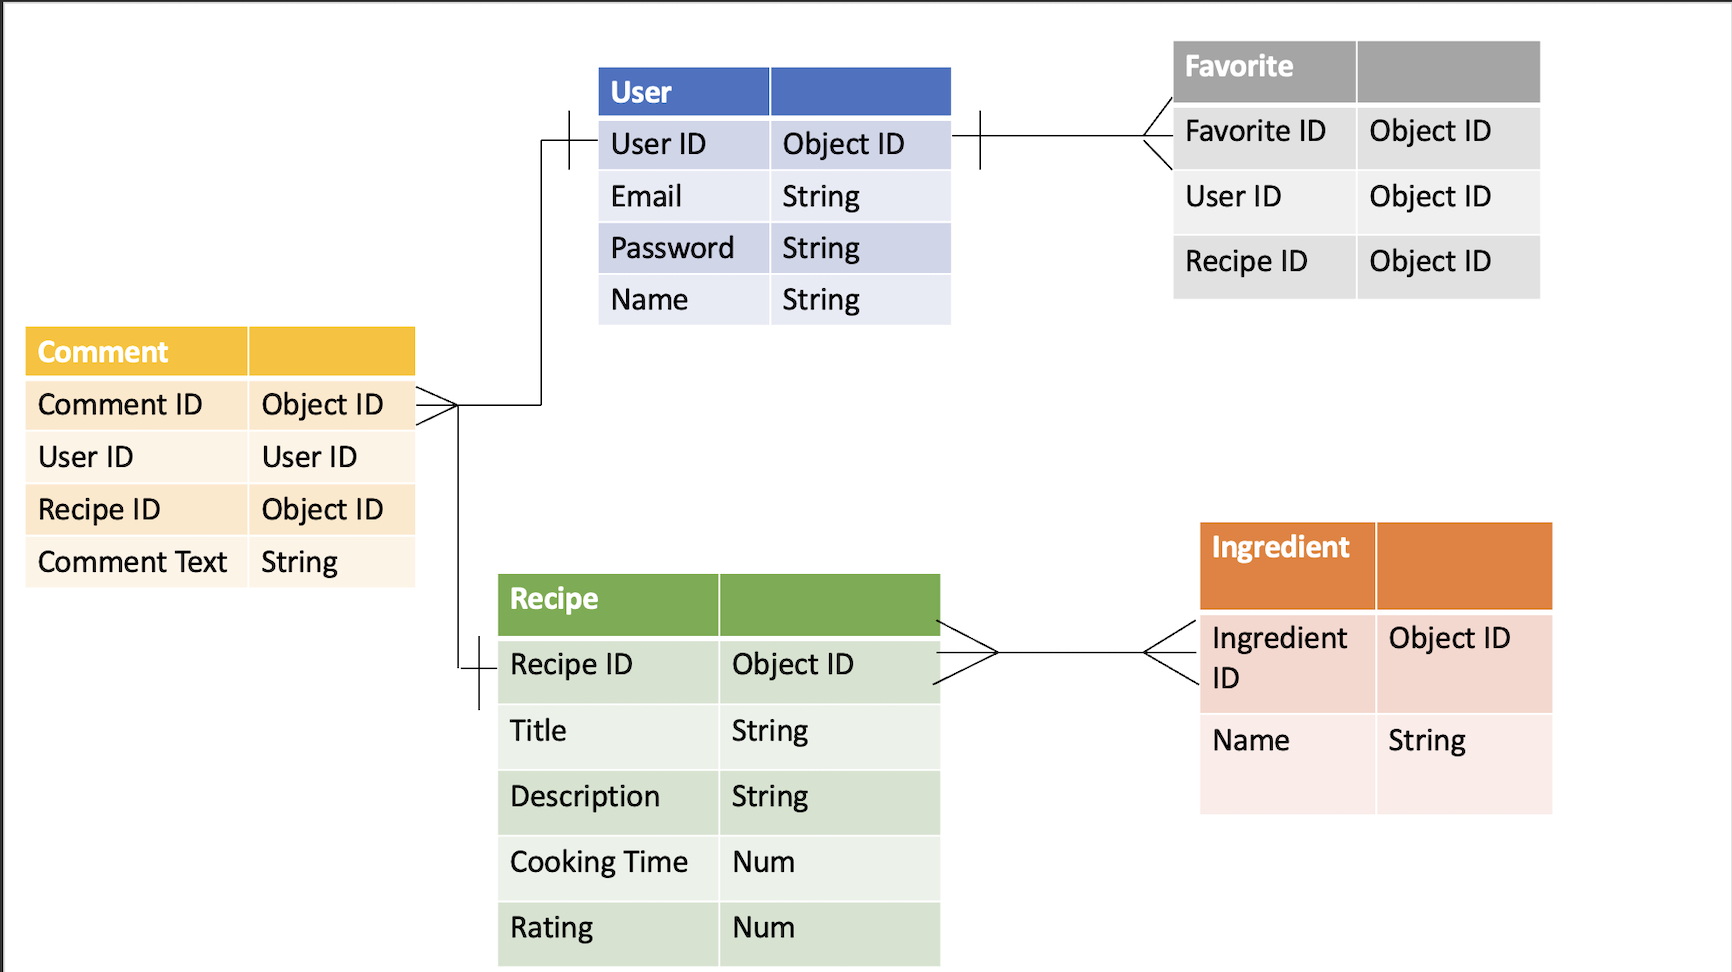 User
User ID Object ID
Email String
Password String
Name String
Favorite
Favorite ID Object ID
User ID Object ID
Recipe ID Object ID
Comment
Comment ID Object ID
User ID User ID
Recipe ID Object ID
Comment Text String
Recipe
Recipe ID Object ID
Title String
Description String
Cooking Time Num
Rating Num
Ingredient
Ingredient Object ID
ID
Name String